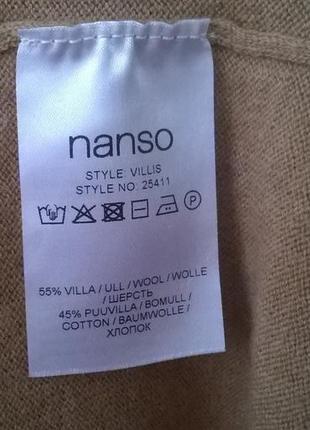 nanso
STYLE: VILLIS
STYLE NO: 25411
P
55% VILLA / ULL / WOOL / WOLLE
/ ШЕРСТЬ
45% PUUVILLA / BOMULL /
COTTON / BAUMWOLLE /
ХЛОПОК